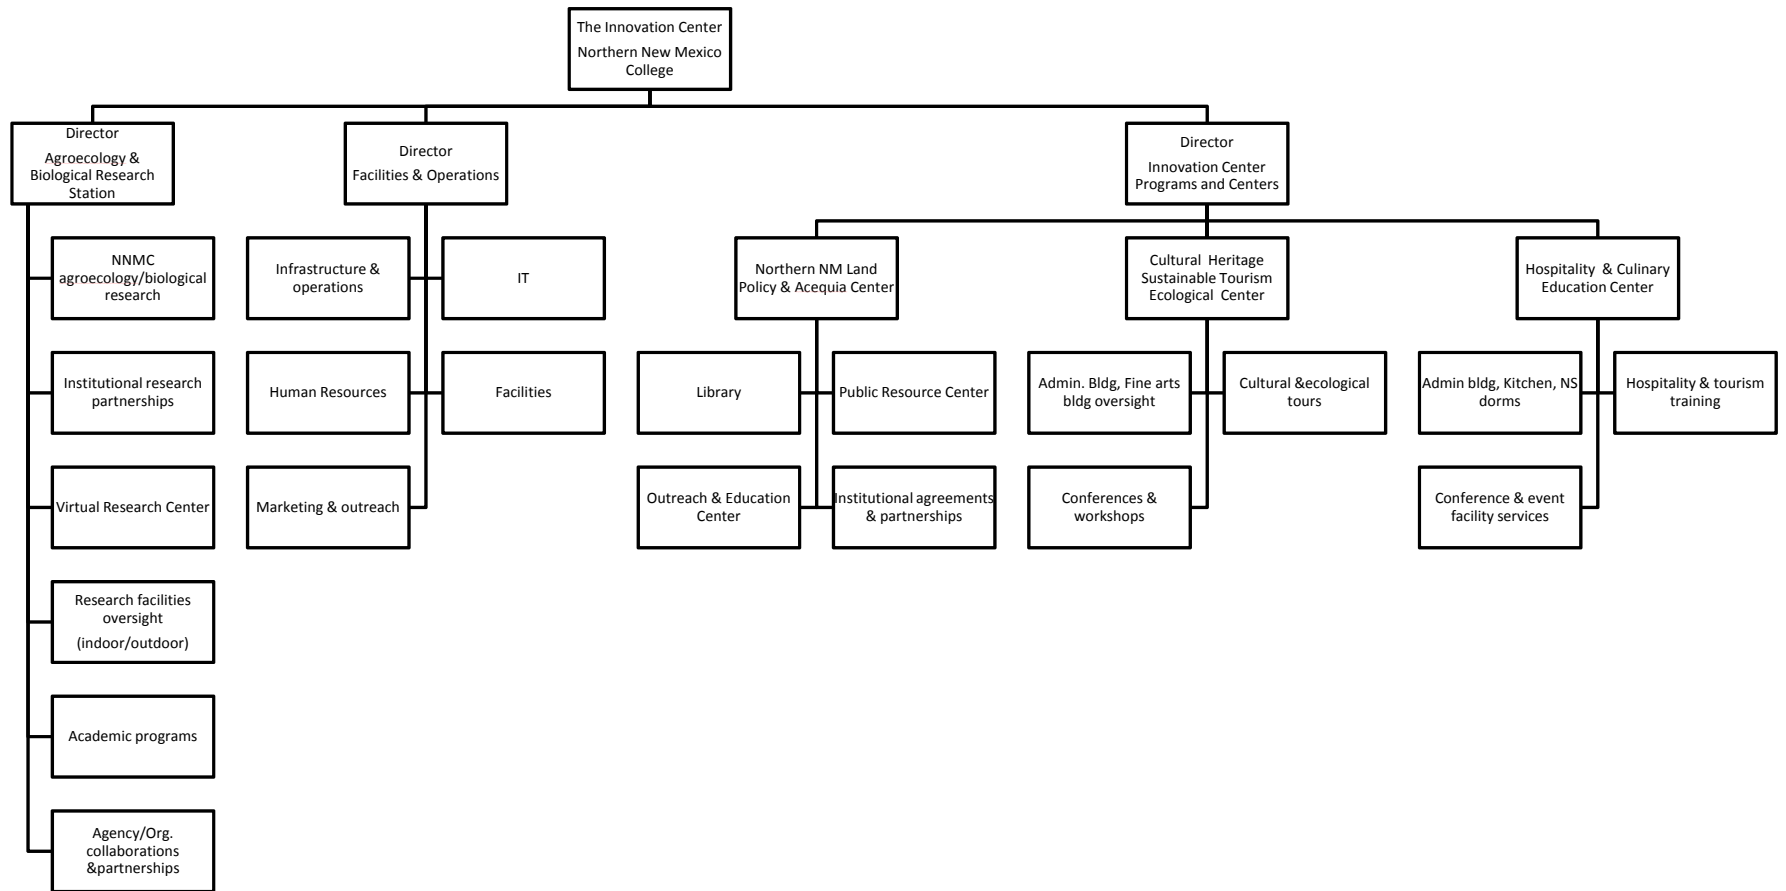 The Innovation Center
Northern New Mexico
College
Director
Agroecology &
Biological Research
Station
Director
Facilities & Operations
Director
Innovation Center
Programs and Centers
NNMC
agroecology/biological
research
Infrastructure &
operations
IT
Northern NM Land
Policy & Acequia Center
Cultural Heritage
Sustainable Tourism
Ecological Center
Hospitality & Culinary
Education Center
Institutional research
partnerships
Human Resources
Facilities
Library
Public Resource Center
Admin. Bldg, Fine arts
bldg oversight
Cultural &ecological
tours
Admin bldg, Kitchen, NS
dorms
Hospitality & tourism
training
Virtual Research Center
Marketing & outreach
Outreach & Education
Center
Institutional agreements
& partnerships
Conferences &
workshops
Conference & event
facility services
Research facilities
oversight
(indoor/outdoor)
Academic programs
Agency/Org.
collaborations
&partnerships